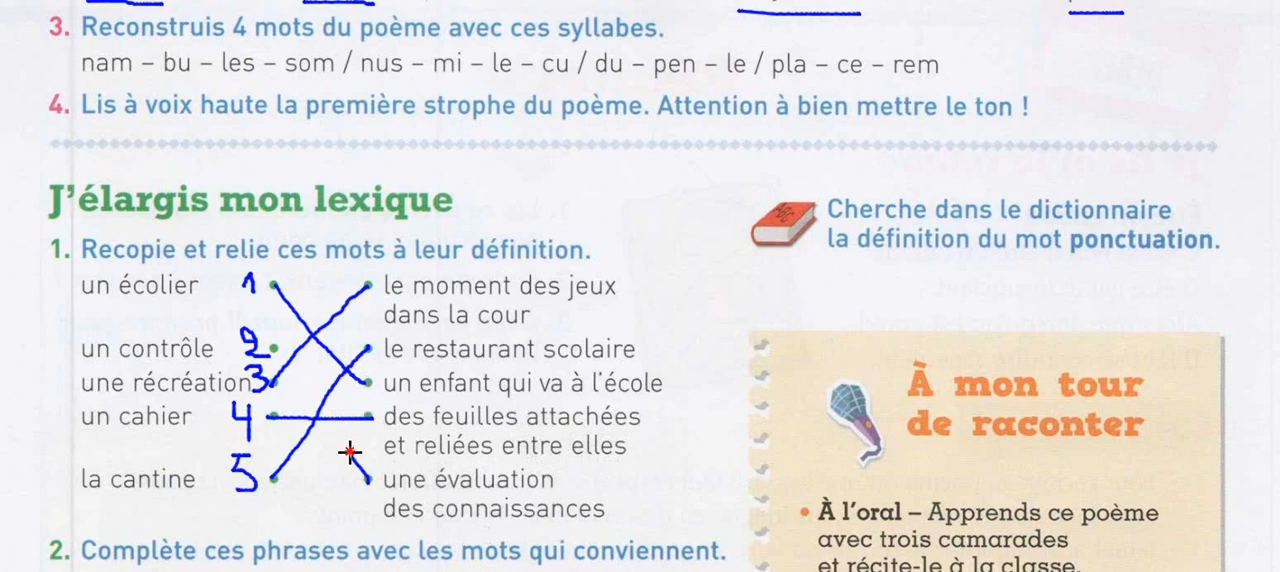 3. Reconstruis 4 mots du poème avec ces syllabes.
nam – bu – les – som / nus – mi – le – cu / du – pen – le / pla – ce – rem
4. Lis à voix haute la première strophe du poème. Attention à bien mettre le ton !
J'élargis mon lexique
1. Recopie et relie ces mots à leur définition.
un écolier 1
un contrôle 2
une récréation 3
un cahier 4
la cantine 5
le moment des jeux
dans la cour
le restaurant scolaire
un enfant qui va à l'école
des feuilles attachées
et reliées entre elles
une évaluation
des connaissances
2. Complète ces phrases avec les mots qui conviennent.
ABC
Cherche dans le dictionnaire
la définition du mot ponctuation.
À mon tour
de raconter
• À l'oral – Apprends ce poème
avec trois camarades
et récite-le à la classe.